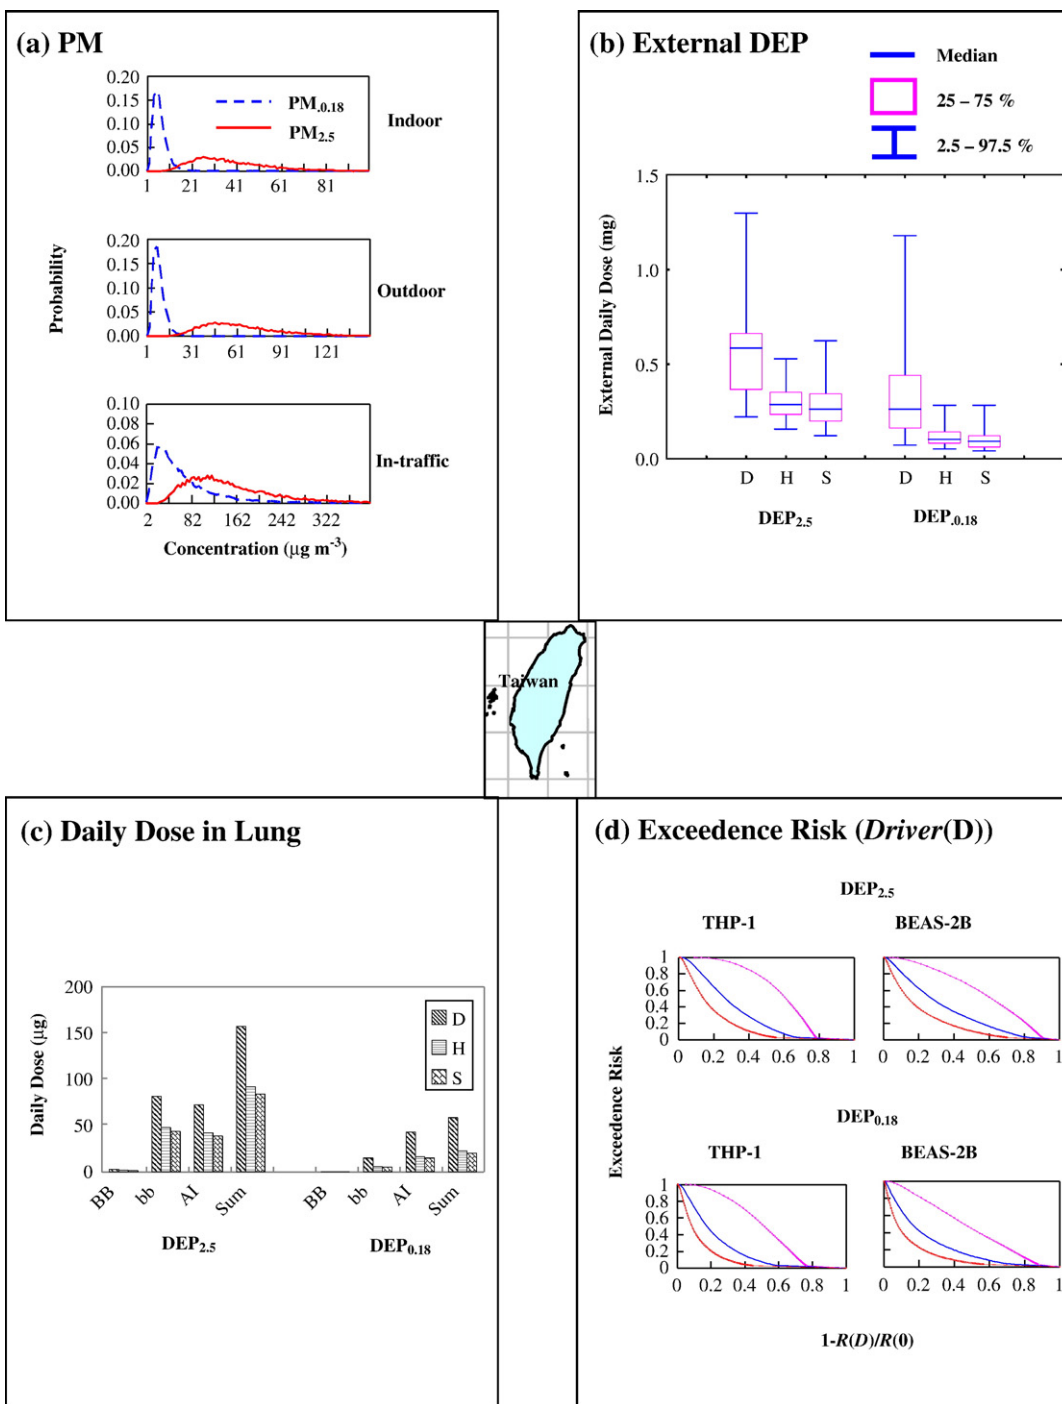 (a) PM
0.20
0.15
0.10
0.05
0.00
PM.0.18
PM2.5
Indoor
1 21 41 61 81
0.20
0.15
0.10
0.05
0.00
Outdoor
1 31 61 91 121
Probability
0.10
0.08
0.06
0.04
0.02
0.00
In-traffic
2 82 162 242 322
Concentration (µg m-3)
(b) External DEP
Median
25 – 75 %
2.5 – 97.5 %
External Daily Dose (mg)
1.5
1.0
0.5
0.0
D H S D H S
DEP2.5 DEP.0.18
Taiwan
(c) Daily Dose in Lung
Daily Dose (µg)
200
150
100
50
0
D
H
S
BB bb AI Sum BB bb AI Sum
DEP2.5 DEP0.18
(d) Exceedence Risk (Driver(D))
DEP2.5
THP-1 BEAS-2B
1
0.8
0.6
0.4
0.2
0
0 0.2 0.4 0.6 0.8 1 0 0.2 0.4 0.6 0.8 1
Exceedence Risk
DEP0.18
THP-1 BEAS-2B
1
0.8
0.6
0.4
0.2
0
0 0.2 0.4 0.6 0.8 1 0 0.2 0.4 0.6 0.8 1
1-R(D)/R(0)